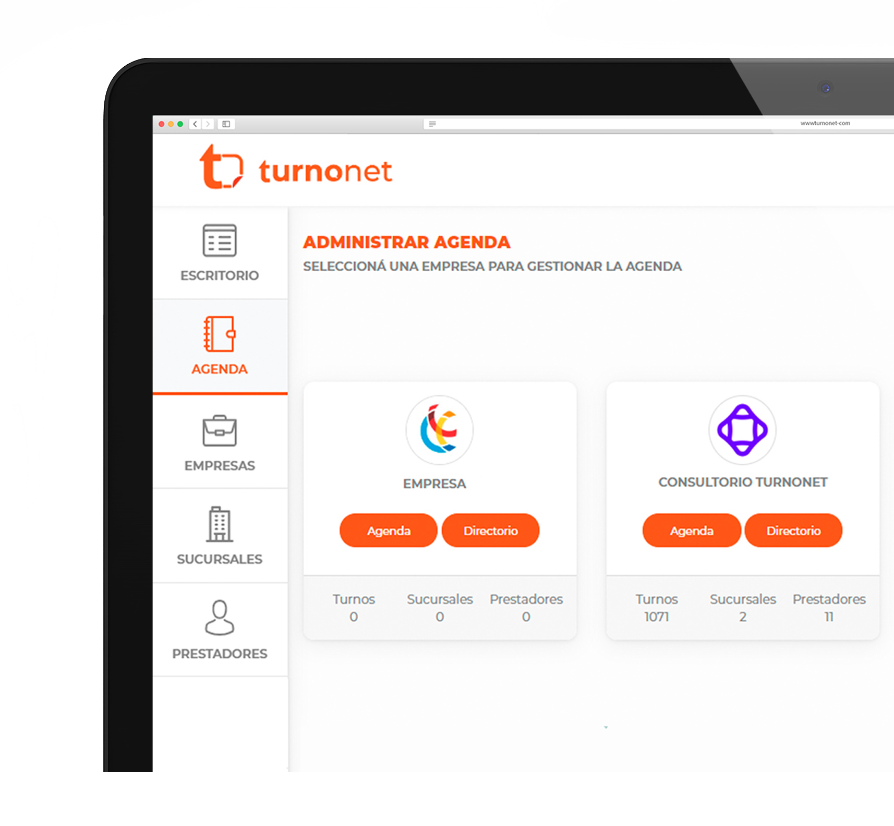 www.turnonet-com
turnonet
ESCRITORIO
AGENDA
EMPRESAS
SUCURSALES
PRESTADORES
ADMINISTRAR AGENDA
SELECCIONÁ UNA EMPRESA PARA GESTIONAR LA AGENDA
EMPRESA
Agenda Directorio
Turnos Sucursales Prestadores
0 0 0
CONSULTORIO TURNONET
Agenda Directorio
Turnos Sucursales Prestadores
1071 2 11